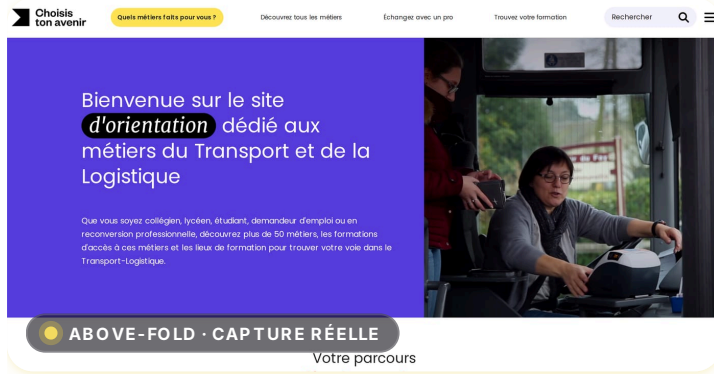 Choisis
ton avenir
Quels métiers faits pour vous ?
Découvrez tous les métiers
Échangez avec un pro
Trouvez votre formation
Rechercher
Bienvenue sur le site
d'orientation dédié aux
métiers du Transport et de la
Logistique
Que vous soyez collégien, lycéen, étudiant, demandeur d'emploi ou en
reconversion professionnelle, découvrez plus de 50 métiers, les formations
d'accès à ces métiers et les lieux de formation pour trouver votre voie dans le
Transport-Logistique.
ABOVE-FOLD · CAPTURE RÉELLE
Votre parcours